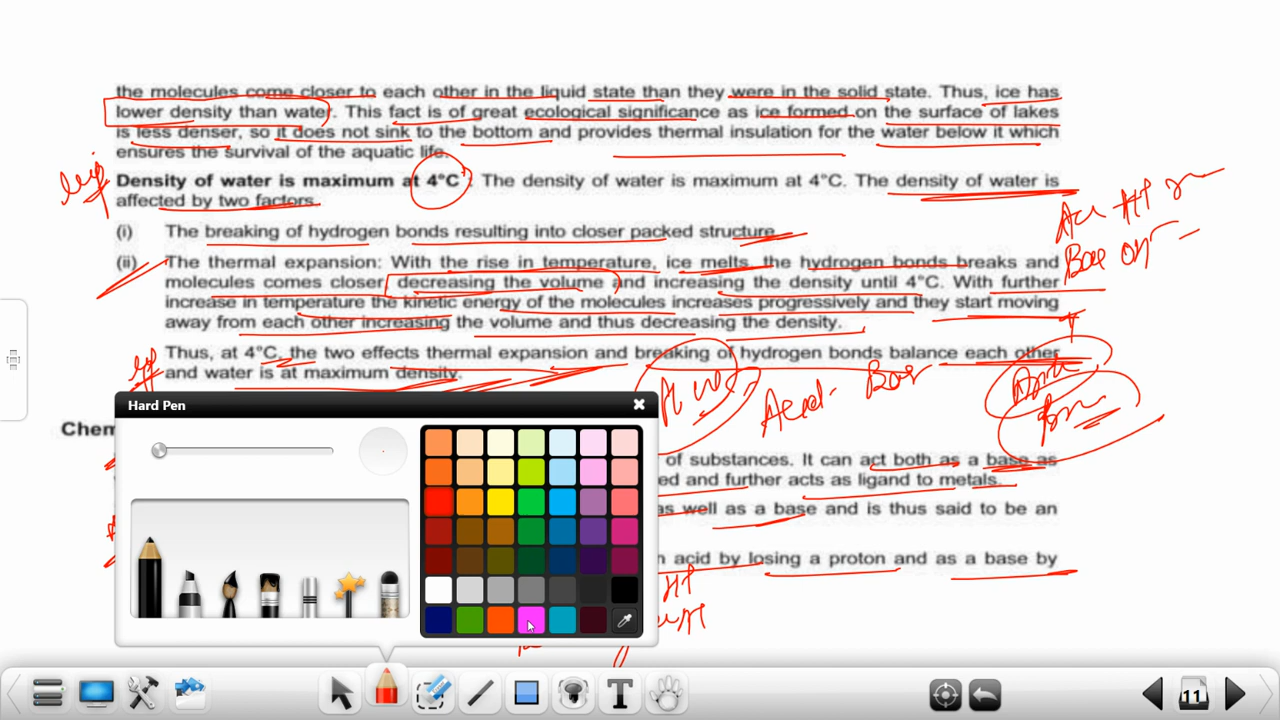 the molecules come closer to each other in the liquid state than they were in the solid state. Thus, ice has
lower density than water. This fact is of great ecological significance as ice formed on the surface of lakes
is less denser, so it does not sink to the bottom and provides thermal insulation for the water below it which
ensures the survival of the aquatic life.
Density of water is maximum at 4°C : The density of water is maximum at 4°C. The density of water is
affected by two factors.
(i) The breaking of hydrogen bonds resulting into closer packed structure
(ii) The thermal expansion: With the rise in temperature, ice melts, the hydrogen bonds breaks and
molecules comes closer decreasing the volume and increasing the density until 4°C. With further
increase in temperature the kinetic energy of the molecules increases progressively and they start moving
away from each other increasing the volume and thus decreasing the density.
Thus, at 4°C, the two effects thermal expansion and breaking of hydrogen bonds balance each other
and water is at maximum density.
Acid
Hard Pen
Chem
of substances. It can act both as a base as
ed and further acts as ligand to metals.
as well as a base and is thus said to be an
n acid by losing a proton and as a base by
11